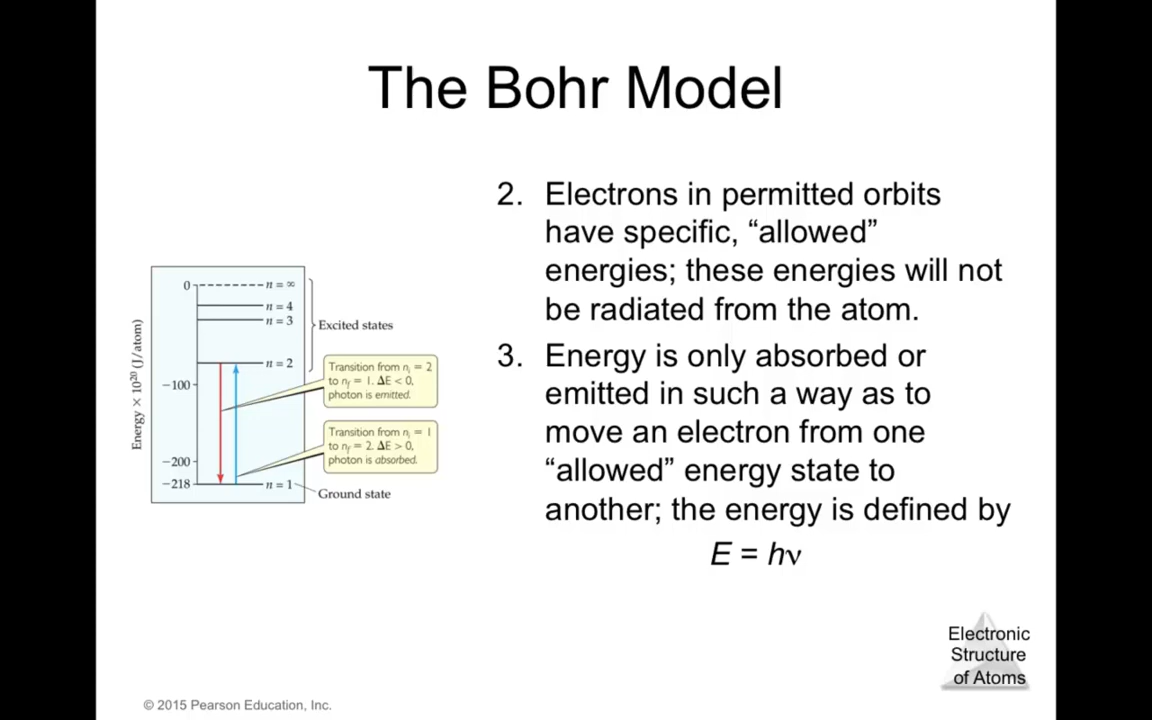 The Bohr Model
2. Electrons in permitted orbits
have specific, “allowed”
energies; these energies will not
be radiated from the atom.
3. Energy is only absorbed or
emitted in such a way as to
move an electron from one
“allowed” energy state to
another; the energy is defined by
E = hν
Energy × 10²⁰ (J/atom)
0
−100
−200
−218
n = ∞
n = 4
n = 3
n = 2
n = 1
Excited states
Transition from nᵢ = 2
to n_f = 1. ΔE < 0,
photon is emitted.
Transition from nᵢ = 1
to n_f = 2. ΔE > 0,
photon is absorbed.
Ground state
Electronic
Structure
of Atoms
© 2015 Pearson Education, Inc.